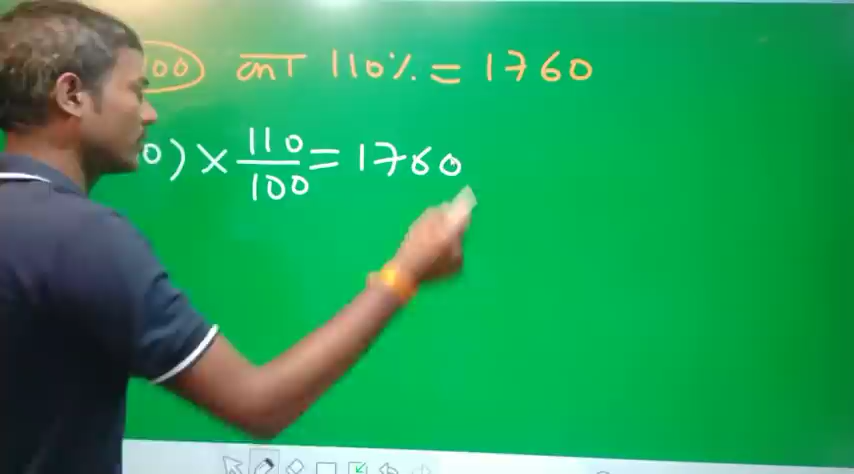 100 का 110% = 1760
0) × 110/100 = 1760